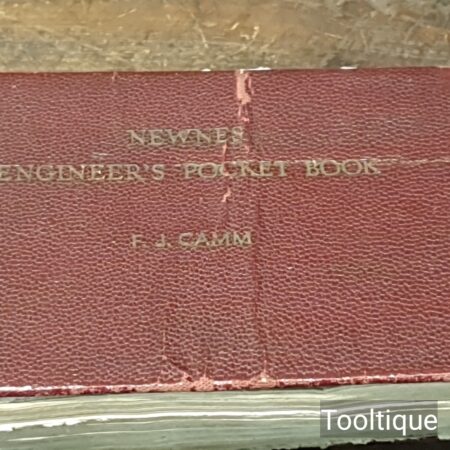 NEWNES
ENGINEER'S POCKET BOOK
F. J. CAMM
Tooltique